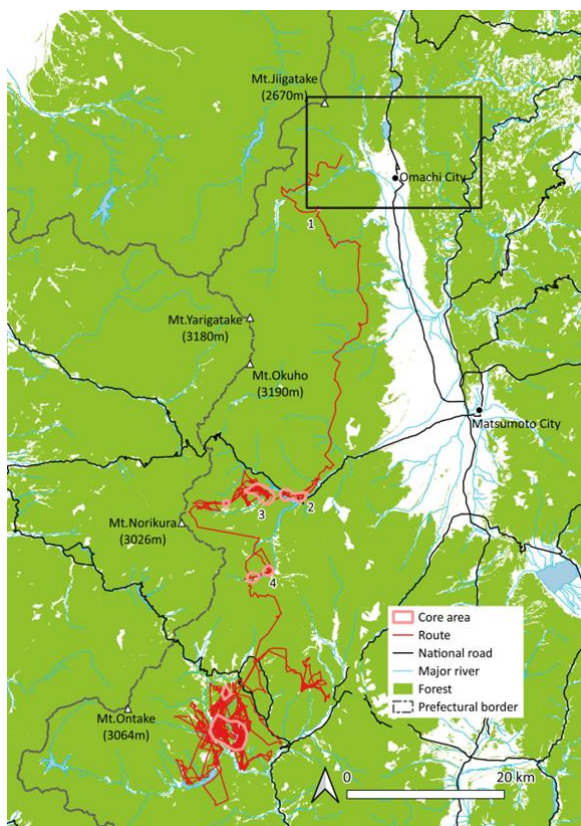 Mt.Jiigatake
(2670m)
Omachi City
1
Mt.Yarigatake
(3180m)
Mt.Okuho
(3190m)
Matsumoto City
2
3
Mt.Norikura
(3026m)
4
Core area
Route
National road
Major river
Forest
Prefectural border
Mt.Ontake
(3064m)
0
20 km